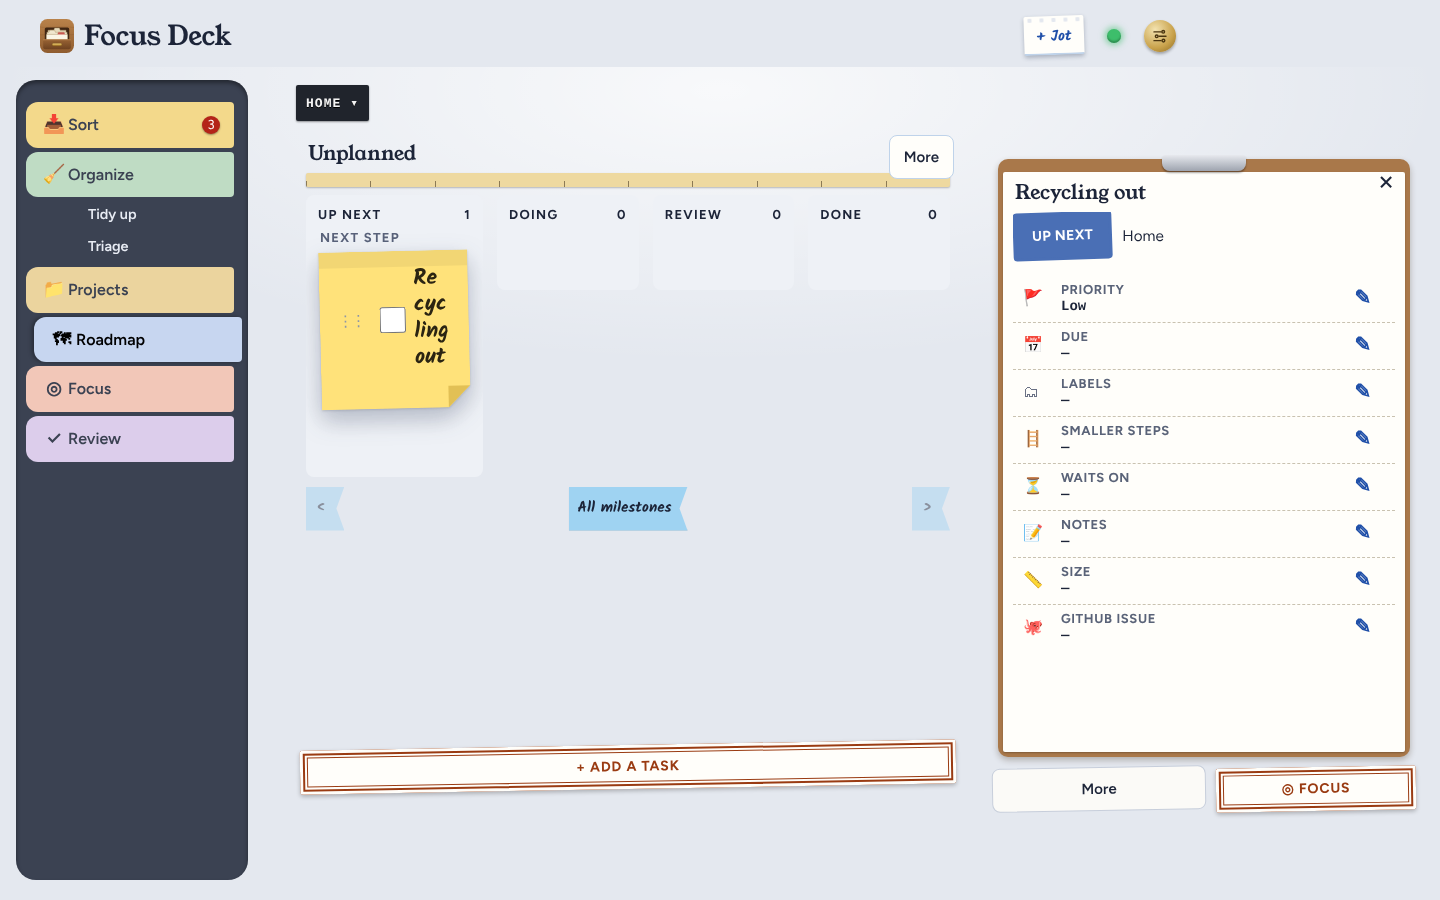 Focus Deck
+ Jot
Sort 3
Organize
Tidy up
Triage
Projects
Roadmap
Focus
Review
HOME ▾
Unplanned
More
UP NEXT 1
NEXT STEP
Re
cyc
ling
out
DOING 0
REVIEW 0
DONE 0
<
All milestones
>
+ ADD A TASK
Recycling out
✕
UP NEXT Home
PRIORITY
Low
DUE
—
LABELS
—
SMALLER STEPS
—
WAITS ON
—
NOTES
—
SIZE
—
GITHUB ISSUE
—
More
◎ FOCUS